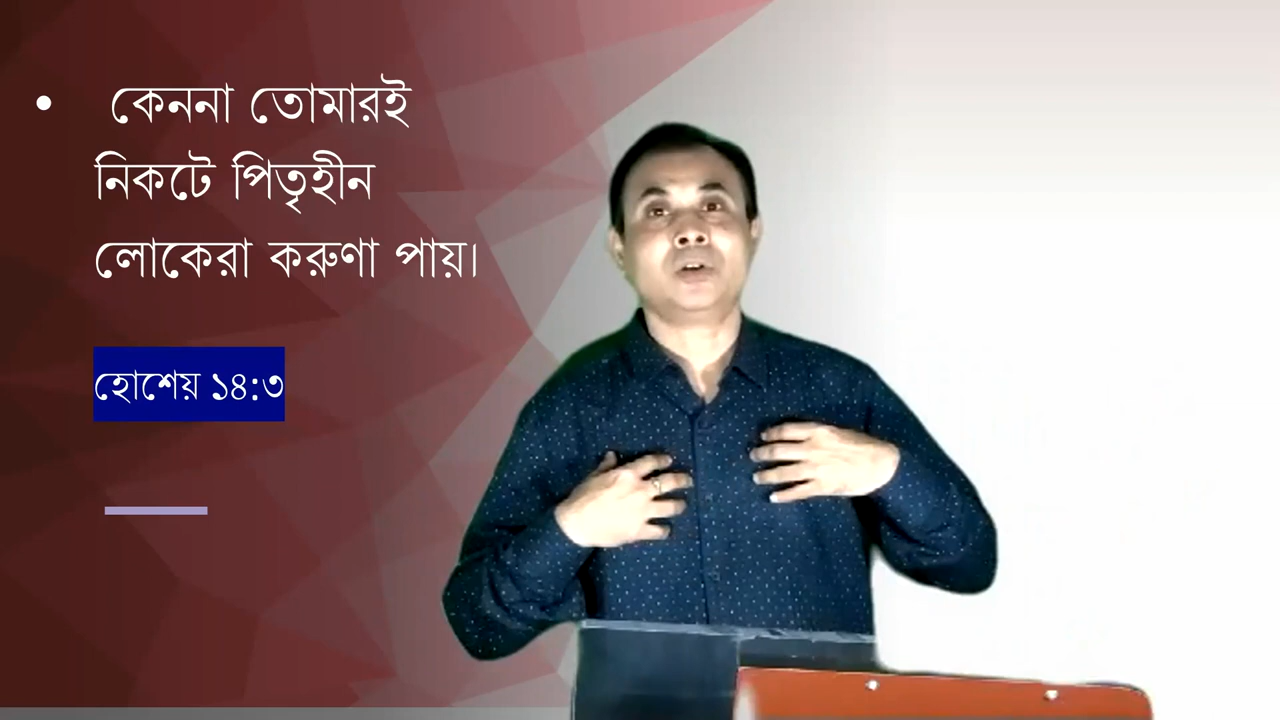 • কেননা তোমারই
নিকটে পিতৃহীন
লোকেরা করুণা পায়।
হোশেয় ১৪:৩